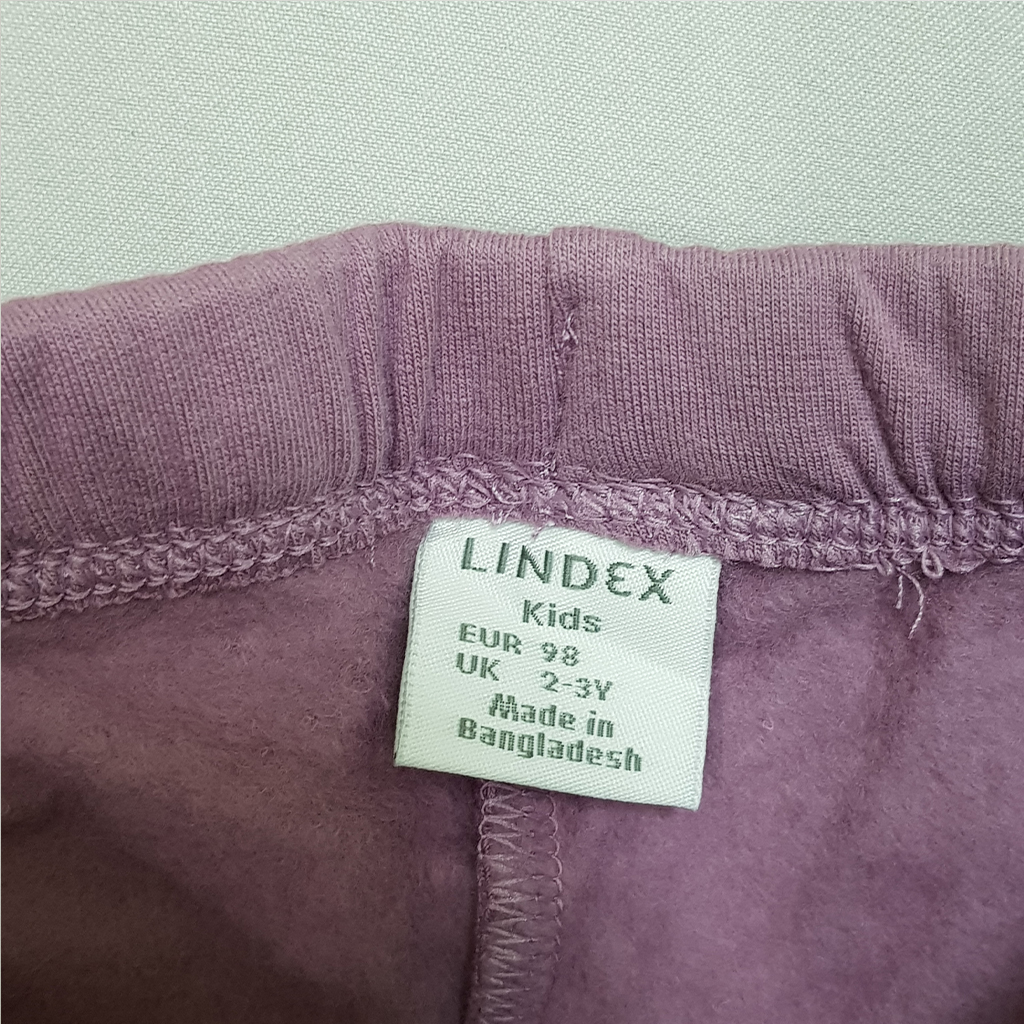 LINDEX
Kids
EUR 98
UK 2-3Y
Made in
Bangladesh